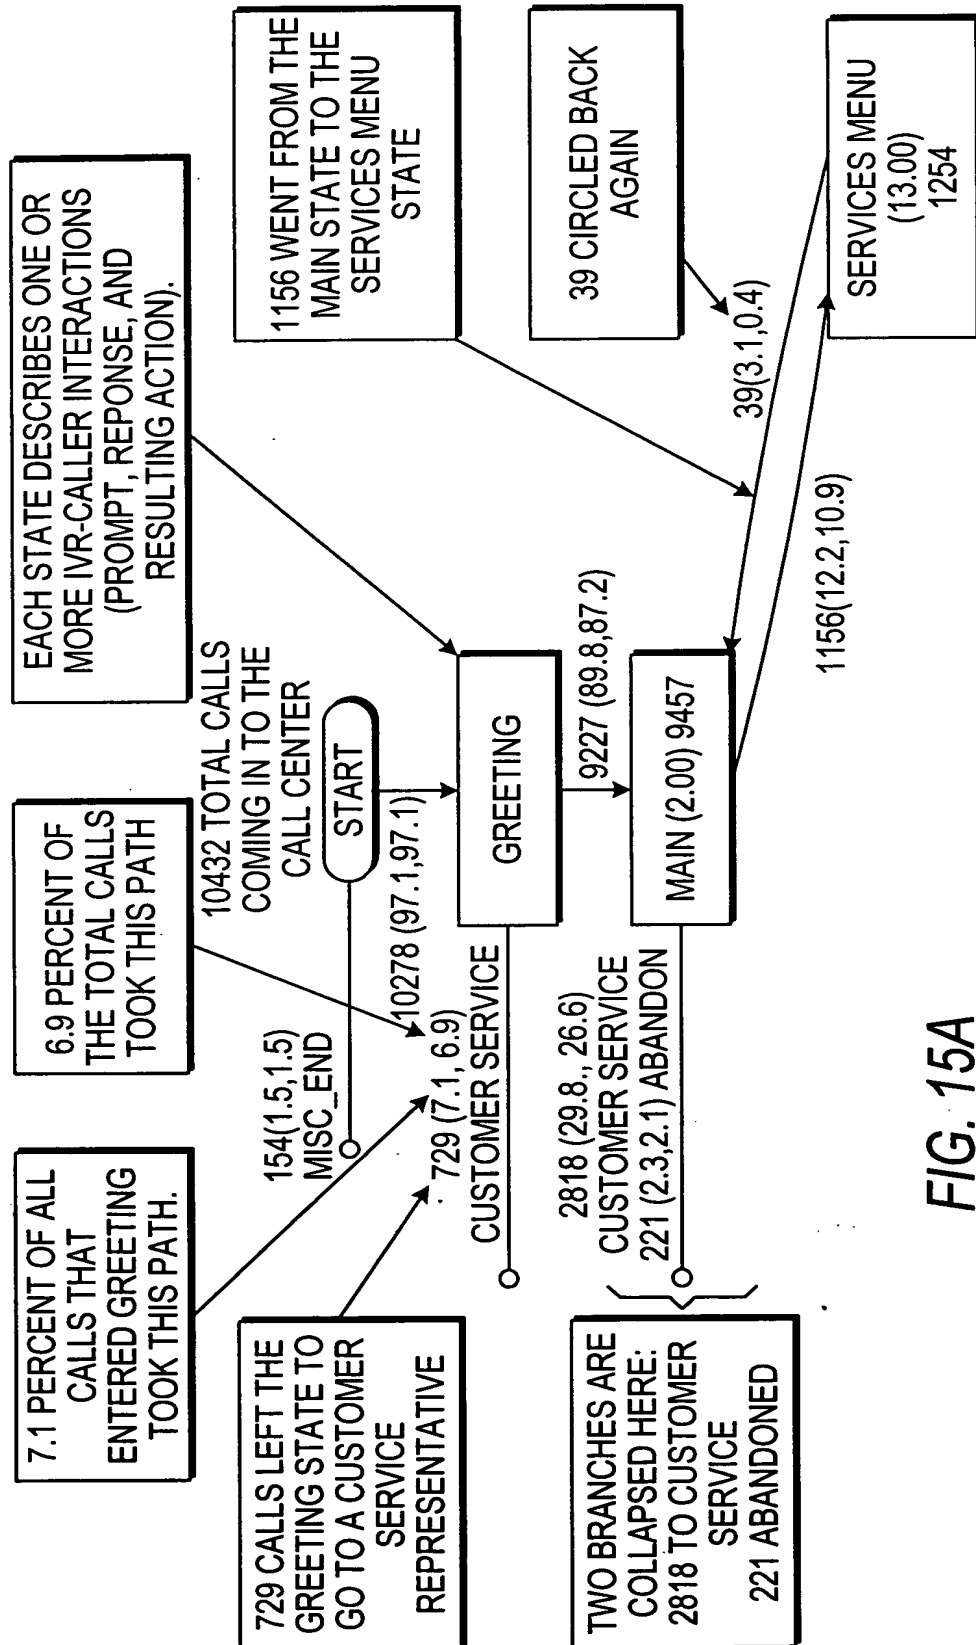 7.1 PERCENT OF ALL
CALLS THAT
ENTERED GREETING
TOOK THIS PATH.
6.9 PERCENT OF
THE TOTAL CALLS
TOOK THIS PATH
EACH STATE DESCRIBES ONE OR
MORE IVR-CALLER INTERACTIONS
(PROMPT, REPONSE, AND
RESULTING ACTION).
10432 TOTAL CALLS
COMING IN TO THE
CALL CENTER
START
154(1.5,1.5)
MISC_END
10278 (97.1,97.1)
729 CALLS LEFT THE
GREETING STATE TO
GO TO A CUSTOMER
SERVICE
REPRESENTATIVE
729 (7.1, 6.9)
CUSTOMER SERVICE
GREETING
1156 WENT FROM THE
MAIN STATE TO THE
SERVICES MENU
STATE
9227 (89.8,87.2)
TWO BRANCHES ARE
COLLAPSED HERE:
2818 TO CUSTOMER
SERVICE
221 ABANDONED
2818 (29.8., 26.6)
CUSTOMER SERVICE
221 (2.3,2.1) ABANDON
MAIN (2.00) 9457
39 CIRCLED BACK
AGAIN
39(3.1,0.4)
1156(12.2,10.9)
SERVICES MENU
(13.00)
1254
FIG. 15A